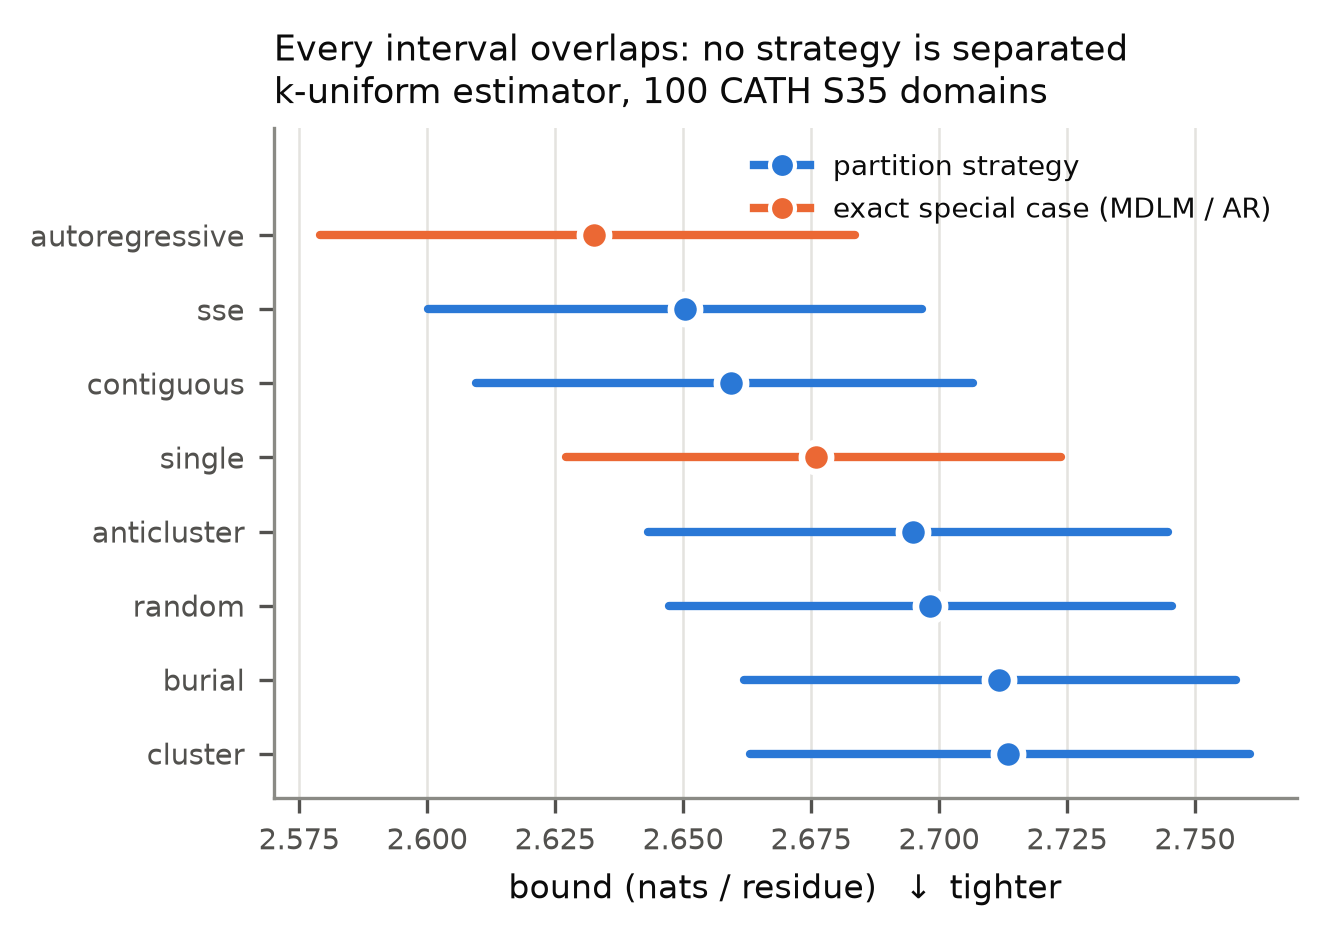 Every interval overlaps: no strategy is separated
k-uniform estimator, 100 CATH S35 domains
partition strategy
exact special case (MDLM / AR)
autoregressive
sse
contiguous
single
anticluster
random
burial
cluster
2.575 2.600 2.625 2.650 2.675 2.700 2.725 2.750
bound (nats / residue) ↓ tighter